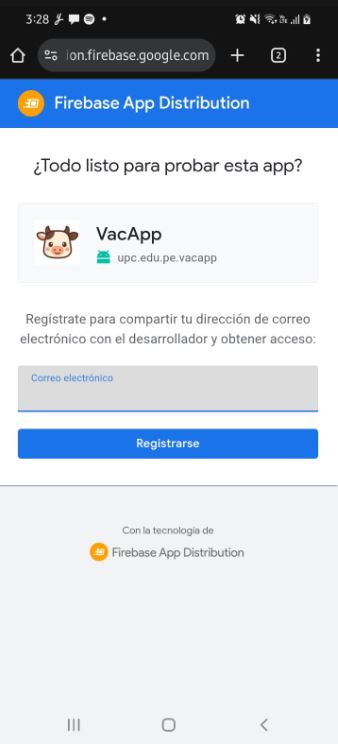 3:28
ion.firebase.google.com
2
Firebase App Distribution
¿Todo listo para probar esta app?
VacApp
upc.edu.pe.vacapp
Regístrate para compartir tu dirección de correo
electrónico con el desarrollador y obtener acceso:
Correo electrónico
Registrarse
Con la tecnología de
Firebase App Distribution